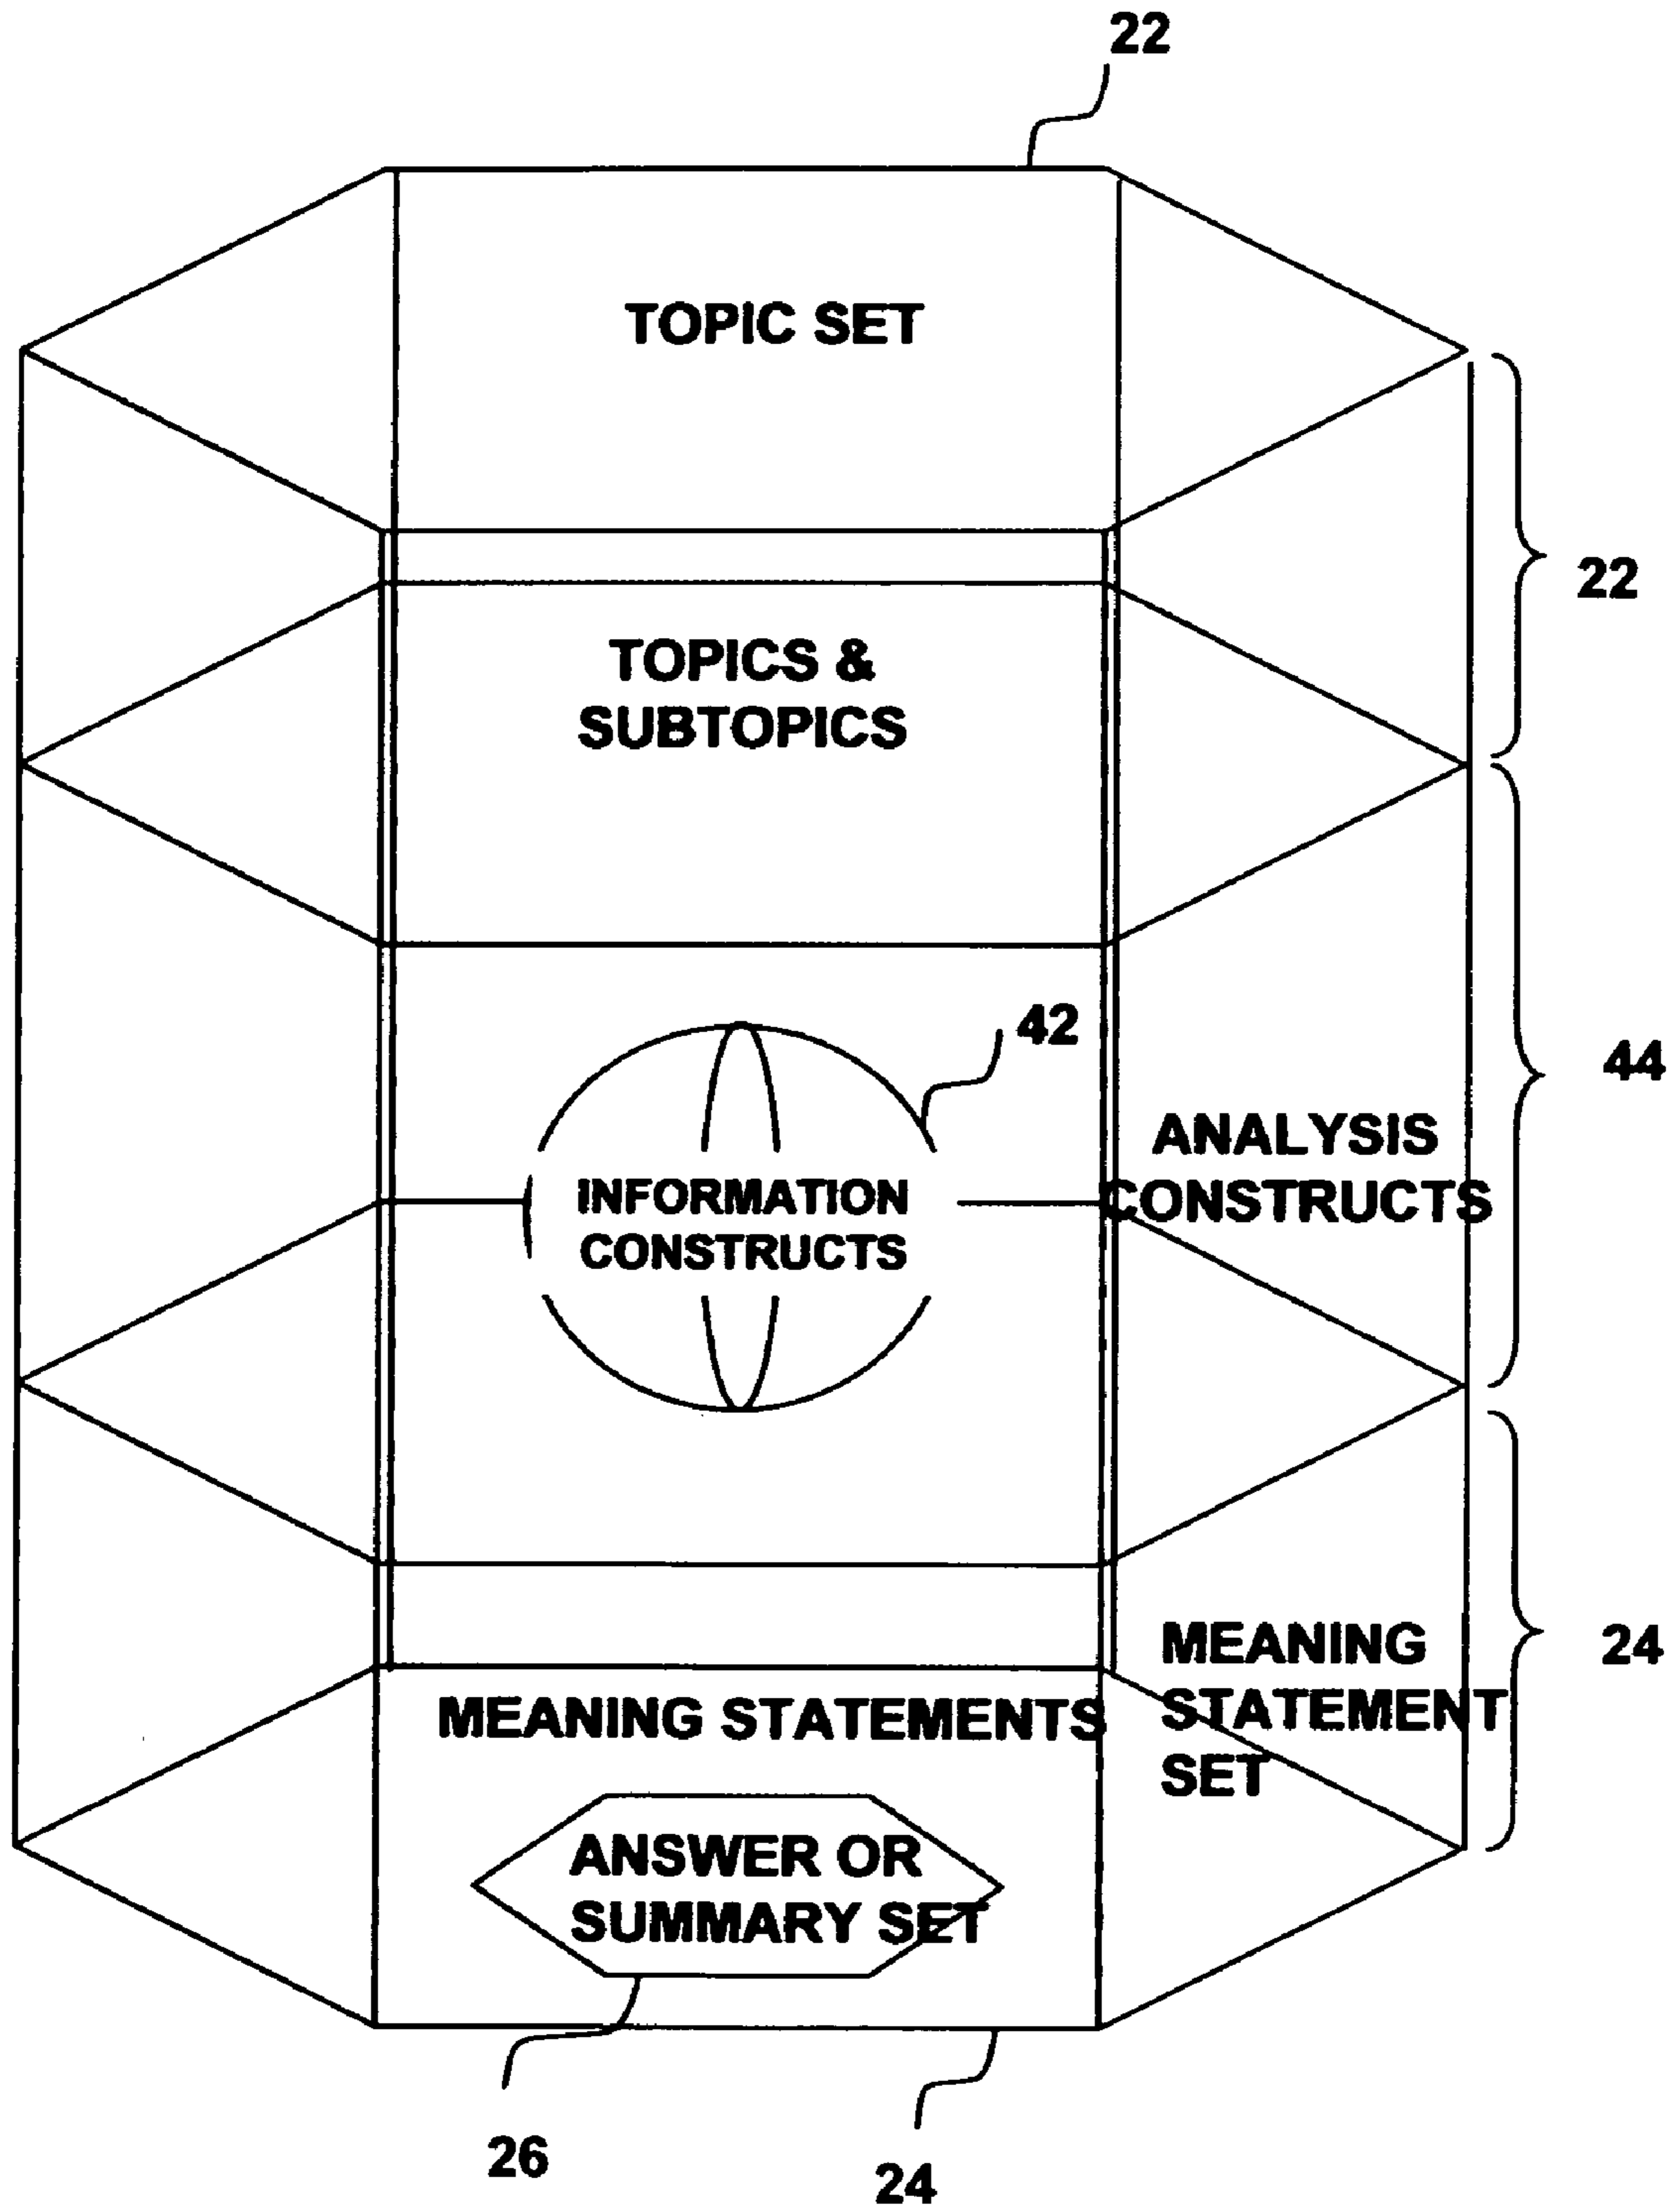 22
TOPIC SET
22
TOPICS &
SUBTOPICS
42
44
ANALYSIS
CONSTRUCTS
INFORMATION
CONSTRUCTS
24
MEANING
STATEMENT
SET
MEANING STATEMENTS
ANSWER OR
SUMMARY SET
26
24